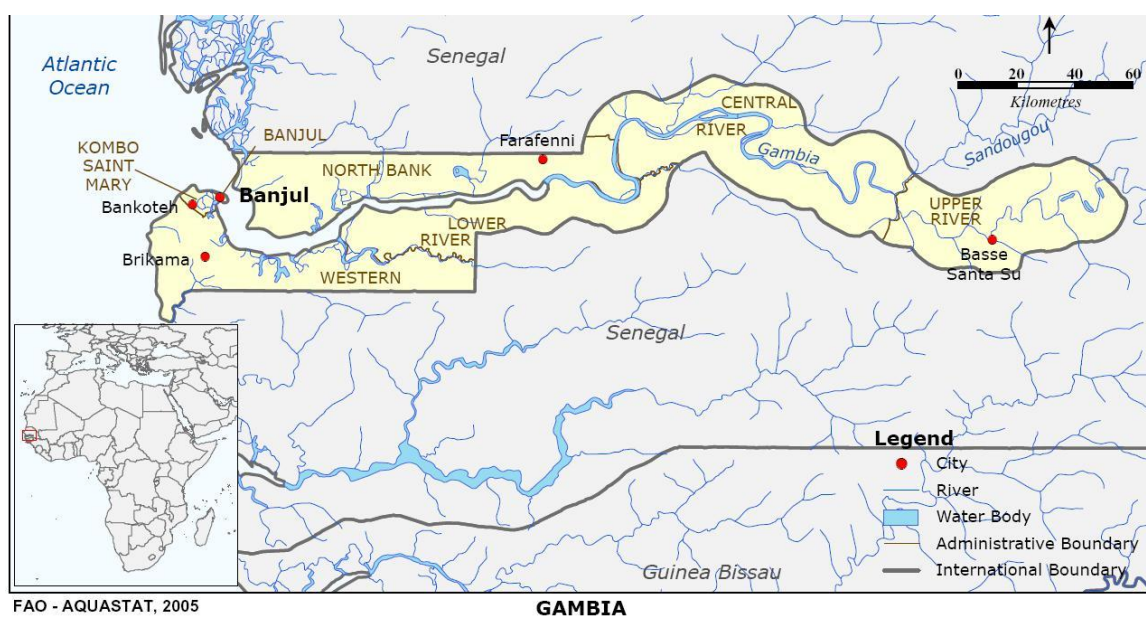 Atlantic
Ocean
Senegal
0 20 40 60
Kilometres
CENTRAL
RIVER
Gambia
Sandougou
KOMBO
SAINT
MARY
BANJUL
Farafenni
NORTH BANK
Bankoteh
Banjul
UPPER
RIVER
LOWER
RIVER
Brikama
WESTERN
Basse
Santa Su
Senegal
Legend
City
River
Water Body
Administrative Boundary
International Boundary
Guinea Bissau
FAO - AQUASTAT, 2005
GAMBIA